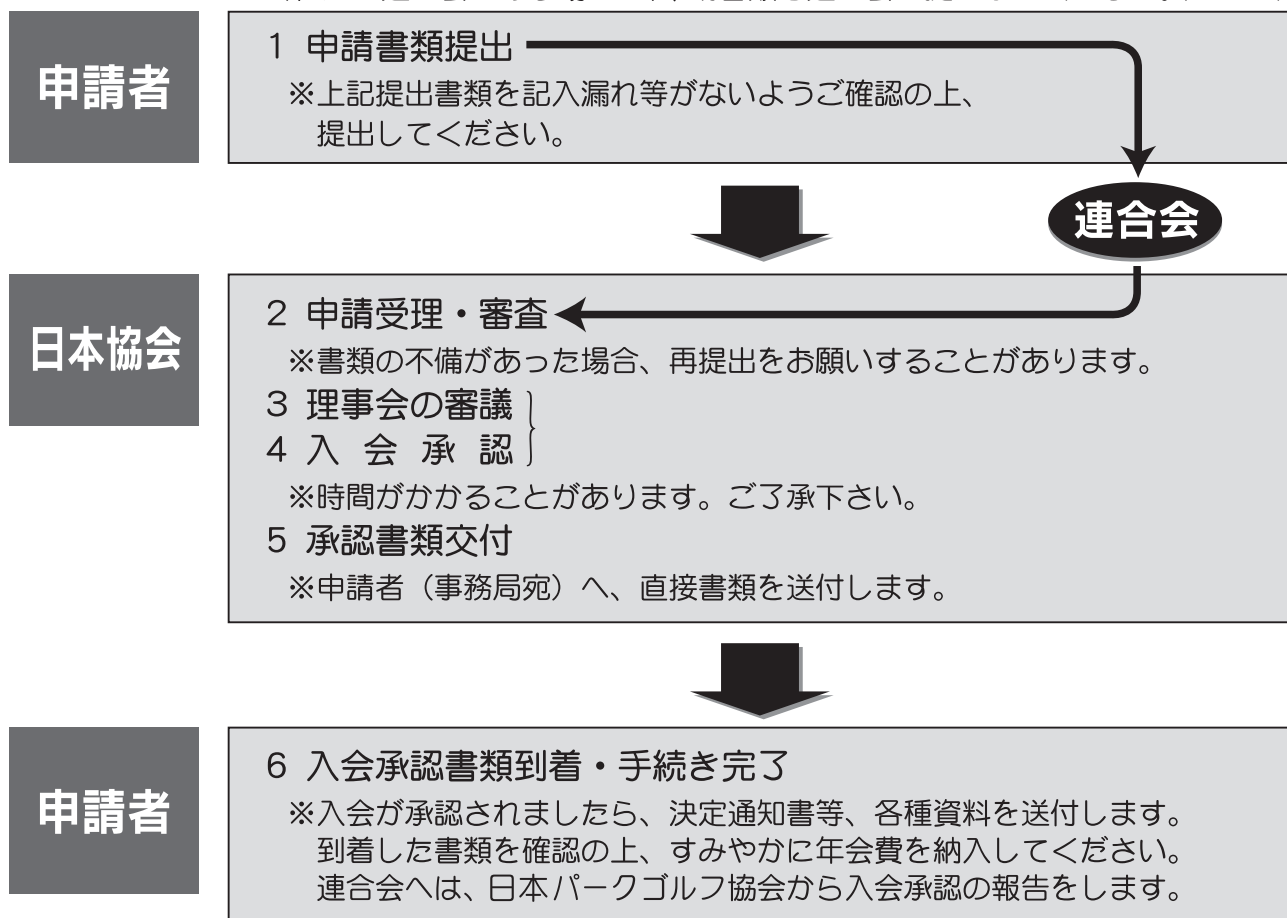 申請者
1 申請書類提出
※上記提出書類を記入漏れ等がないようご確認の上、
提出してください。
連合会
日本協会
2 申請受理・審査
※書類の不備があった場合、再提出をお願いすることがあります。
3 理事会の審議
4 入会承認
※時間がかかることがあります。ご了承下さい。
5 承認書類交付
※申請者（事務局宛）へ、直接書類を送付します。
申請者
6 入会承認書類到着・手続き完了
※入会が承認されましたら、決定通知書等、各種資料を送付します。
到着した書類を確認の上、すみやかに年会費を納入してください。
連合会へは、日本パークゴルフ協会から入会承認の報告をします。